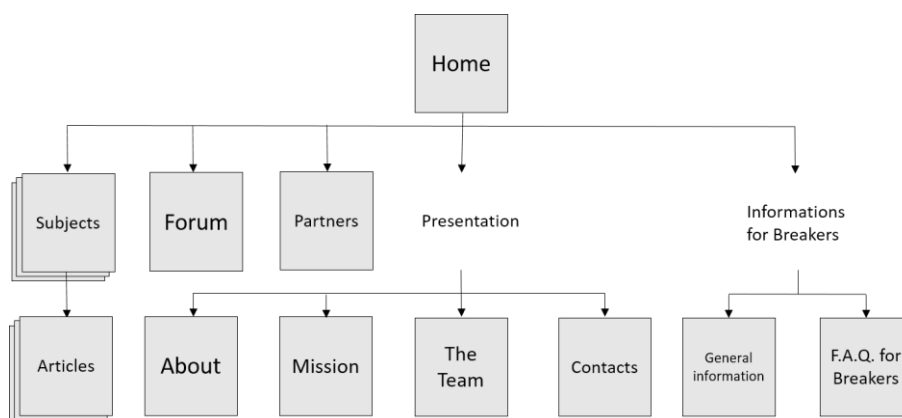 Home
Subjects
Forum
Partners
Presentation
Informations
for Breakers
Articles
About
Mission
The
Team
Contacts
General
information
F.A.Q. for
Breakers